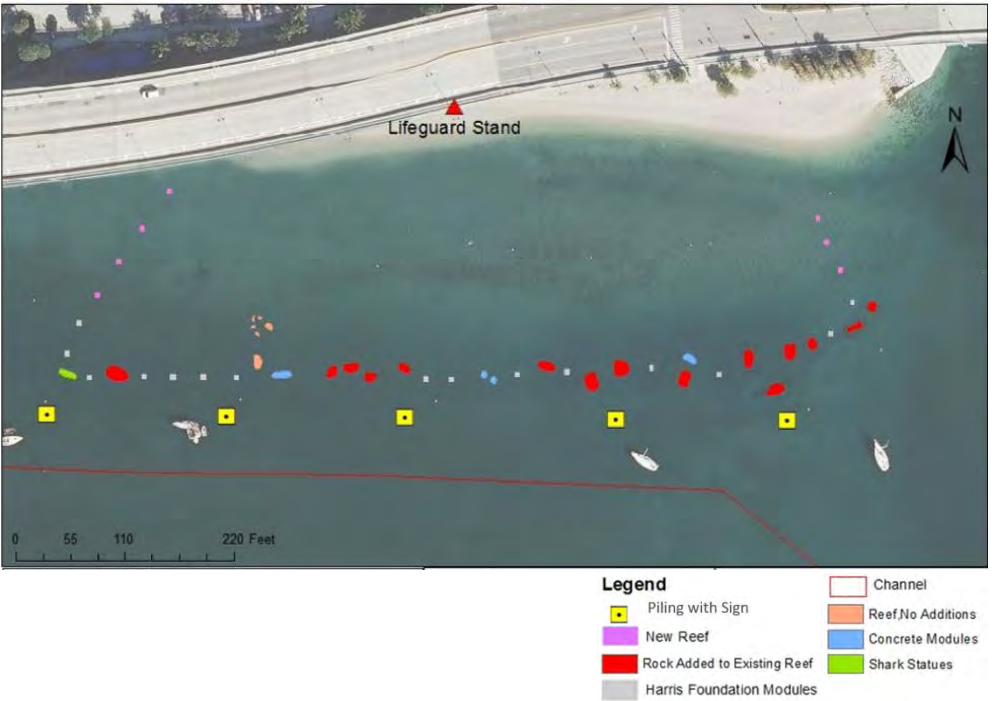 Lifeguard Stand
N
0 55 110 220 Feet
Legend
Piling with Sign
New Reef
Rock Added to Existing Reef
Harris Foundation Modules
Channel
Reef,No Additions
Concrete Modules
Shark Statues